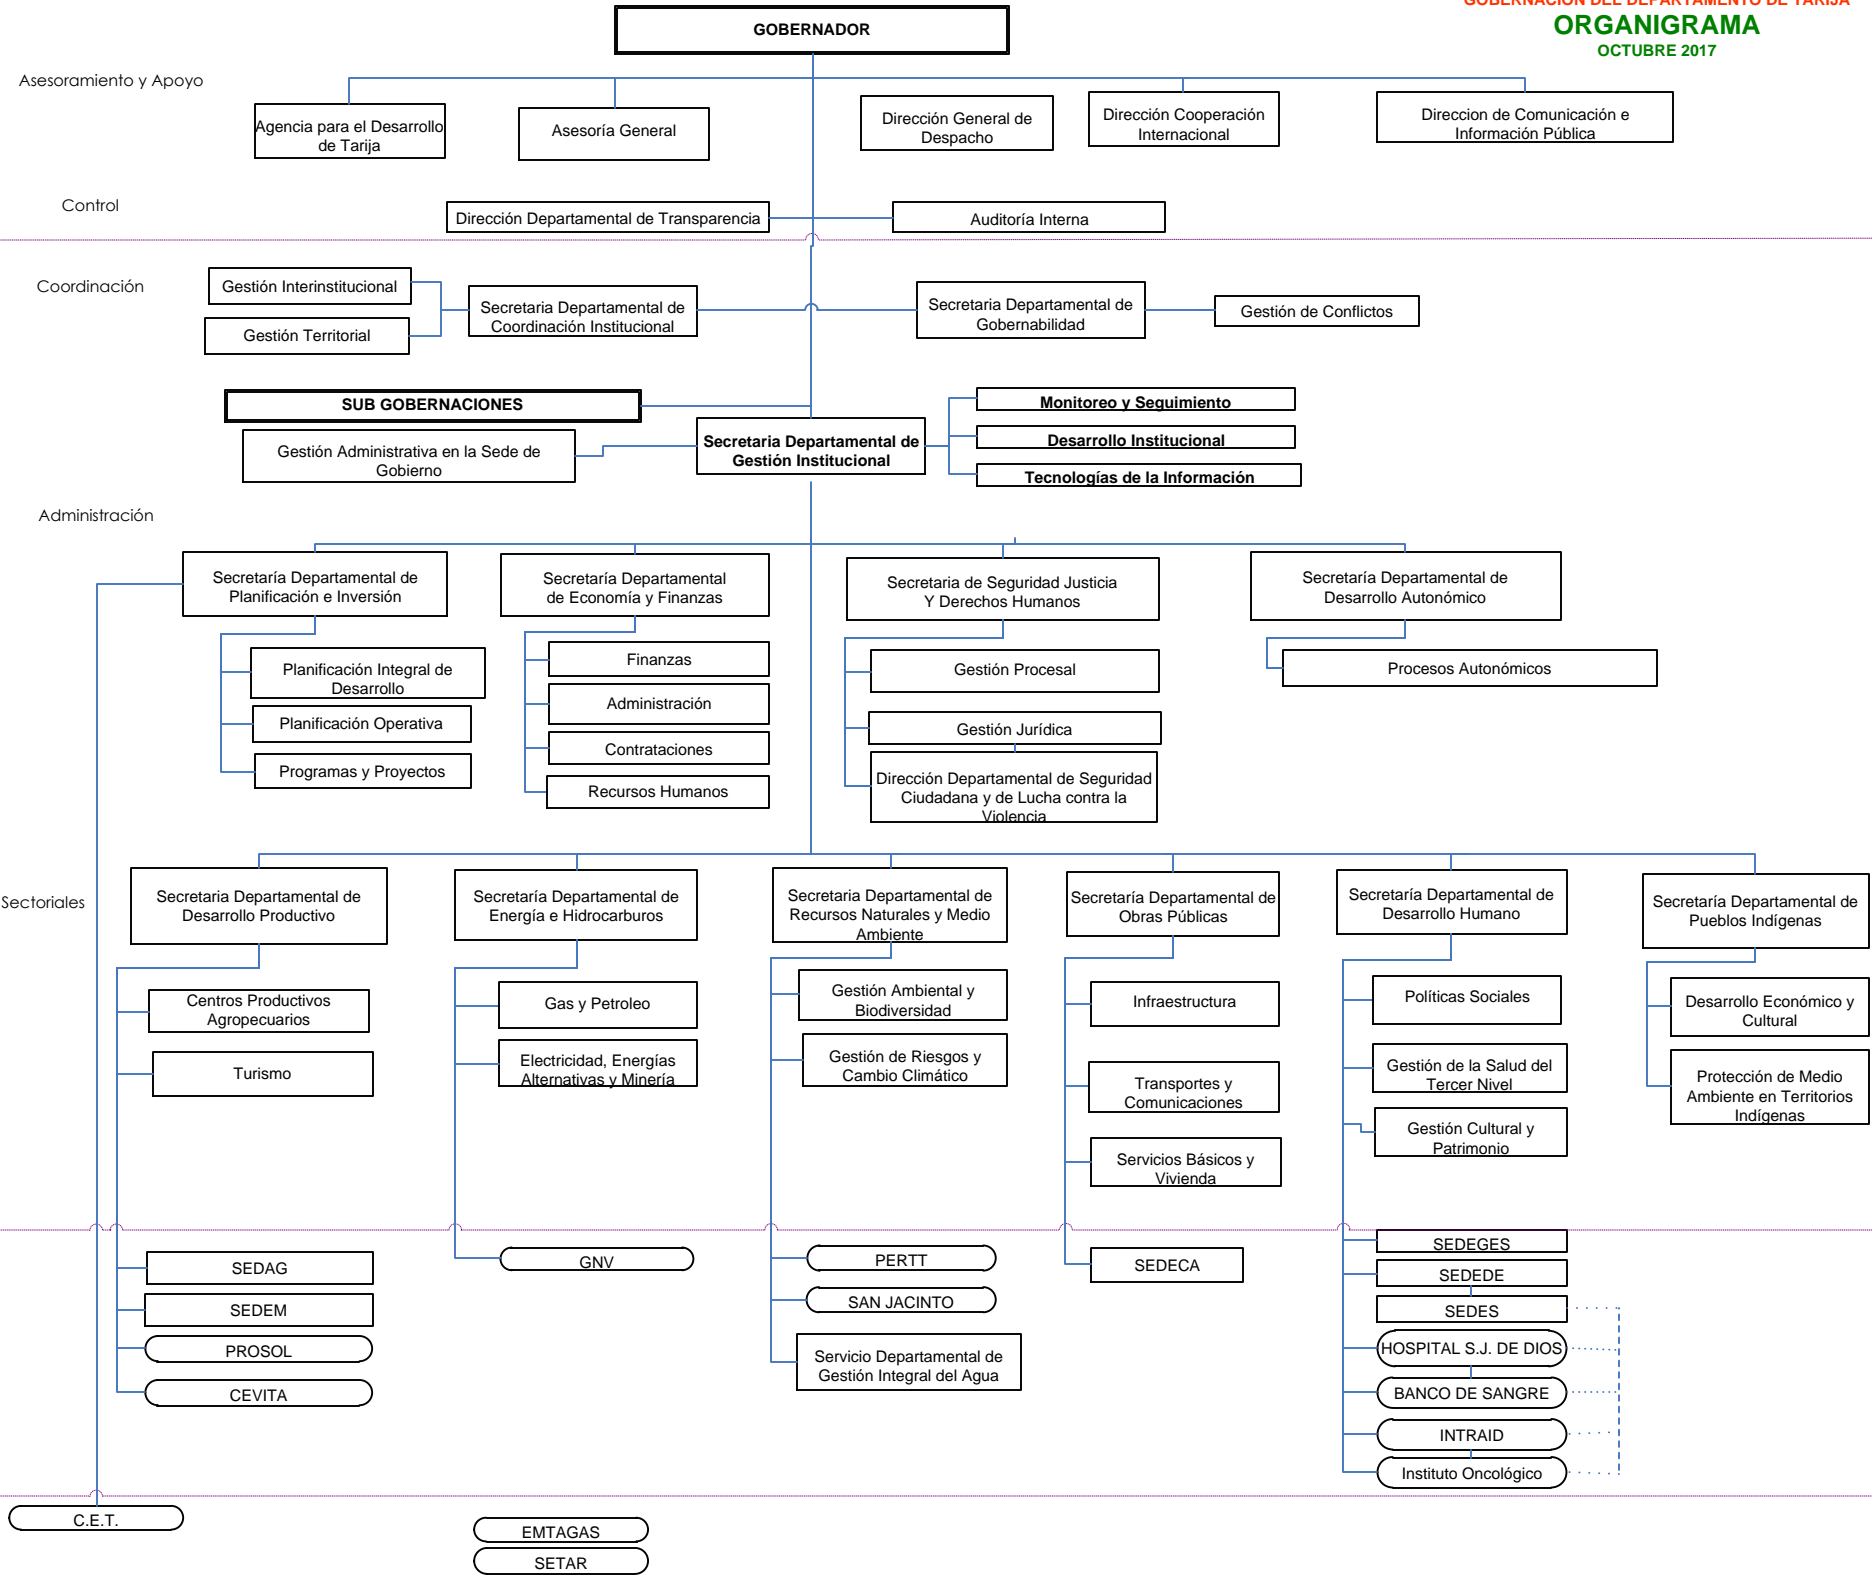 GOBERNACION DEL DEPARTAMENTO DE TARIJA
ORGANIGRAMA
OCTUBRE 2017
GOBERNADOR
Asesoramiento y Apoyo
Agencia para el Desarrollo
de Tarija
Asesoría General
Dirección General de
Despacho
Dirección Cooperación
Internacional
Direccion de Comunicación e
Información Pública
Control
Dirección Departamental de Transparencia
Auditoría Interna
Coordinación
Gestión Interinstitucional
Gestión Territorial
Secretaria Departamental de
Coordinación Institucional
Secretaria Departamental de
Gobernabilidad
Gestión de Conflictos
SUB GOBERNACIONES
Gestión Administrativa en la Sede de
Gobierno
Secretaria Departamental de
Gestión Institucional
Monitoreo y Seguimiento
Desarrollo Institucional
Tecnologías de la Información
Administración
Secretaría Departamental de
Planificación e Inversión
Planificación Integral de
Desarrollo
Planificación Operativa
Programas y Proyectos
Secretaría Departamental
de Economía y Finanzas
Finanzas
Administración
Contrataciones
Recursos Humanos
Secretaria de Seguridad Justicia
Y Derechos Humanos
Gestión Procesal
Gestión Jurídica
Dirección Departamental de Seguridad
Ciudadana y de Lucha contra la
Violencia
Secretaría Departamental de
Desarrollo Autonómico
Procesos Autonómicos
Sectoriales
Secretaria Departamental de
Desarrollo Productivo
Centros Productivos
Agropecuarios
Turismo
SEDAG
SEDEM
PROSOL
CEVITA
Secretaría Departamental de
Energía e Hidrocarburos
Gas y Petroleo
Electricidad, Energías
Alternativas y Minería
GNV
Secretaria Departamental de
Recursos Naturales y Medio
Ambiente
Gestión Ambiental y
Biodiversidad
Gestión de Riesgos y
Cambio Climático
PERTT
SAN JACINTO
Servicio Departamental de
Gestión Integral del Agua
Secretaría Departamental de
Obras Públicas
Infraestructura
Transportes y
Comunicaciones
Servicios Básicos y
Vivienda
SEDECA
Secretaría Departamental de
Desarrollo Humano
Políticas Sociales
Gestión de la Salud del
Tercer Nivel
Gestión Cultural y
Patrimonio
SEDEGES
SEDEDE
SEDES
HOSPITAL S.J. DE DIOS
BANCO DE SANGRE
INTRAID
Instituto Oncológico
Secretaría Departamental de
Pueblos Indígenas
Desarrollo Económico y
Cultural
Protección de Medio
Ambiente en Territorios
Indígenas
C.E.T.
EMTAGAS
SETAR